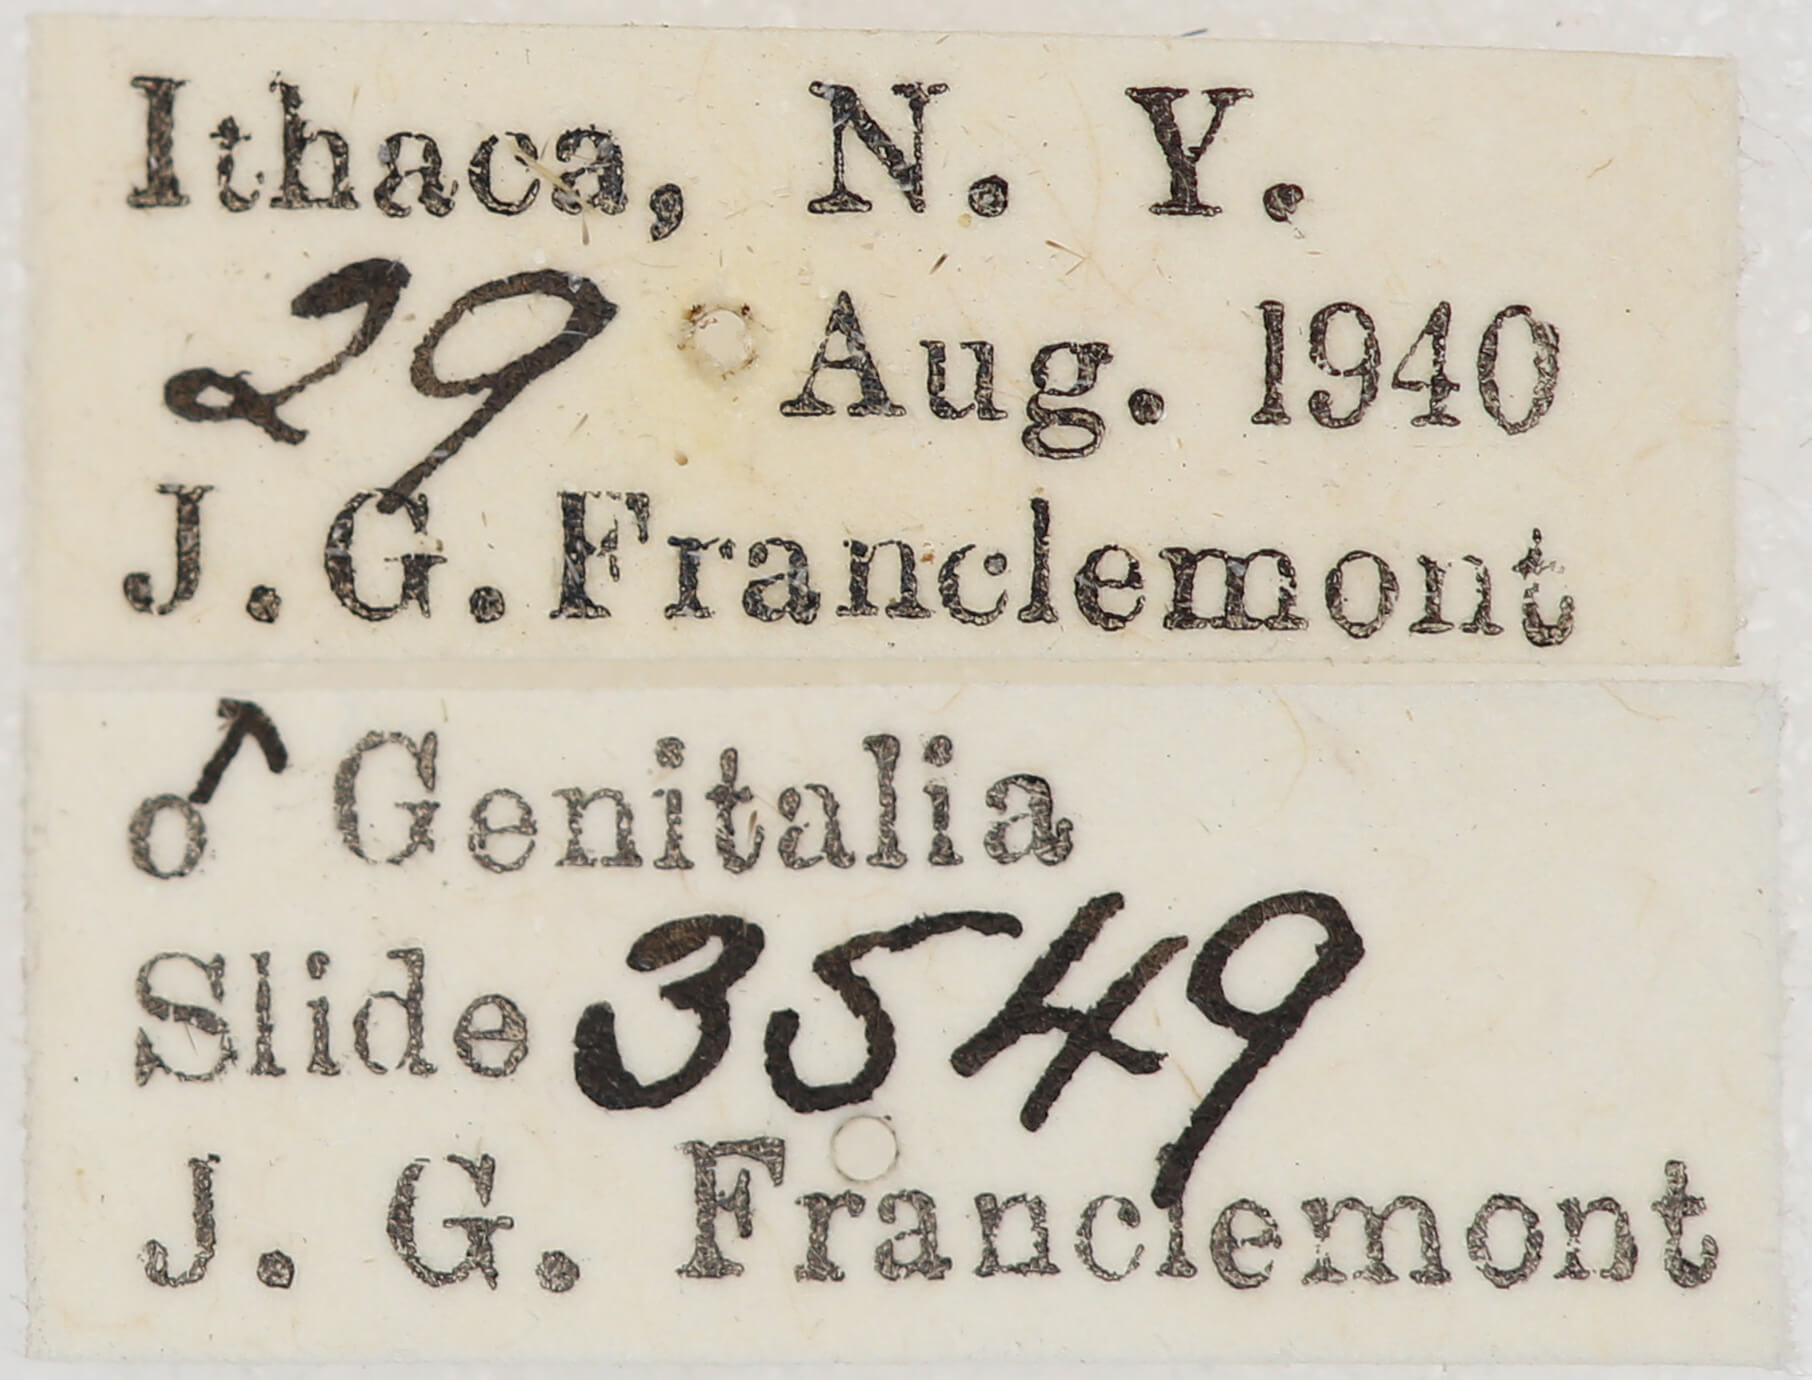 Ithaca, N. Y.
29 Aug. 1940
J. G. Franclemont
♂ Genitalia
Slide 3549
J. G. Franclemont